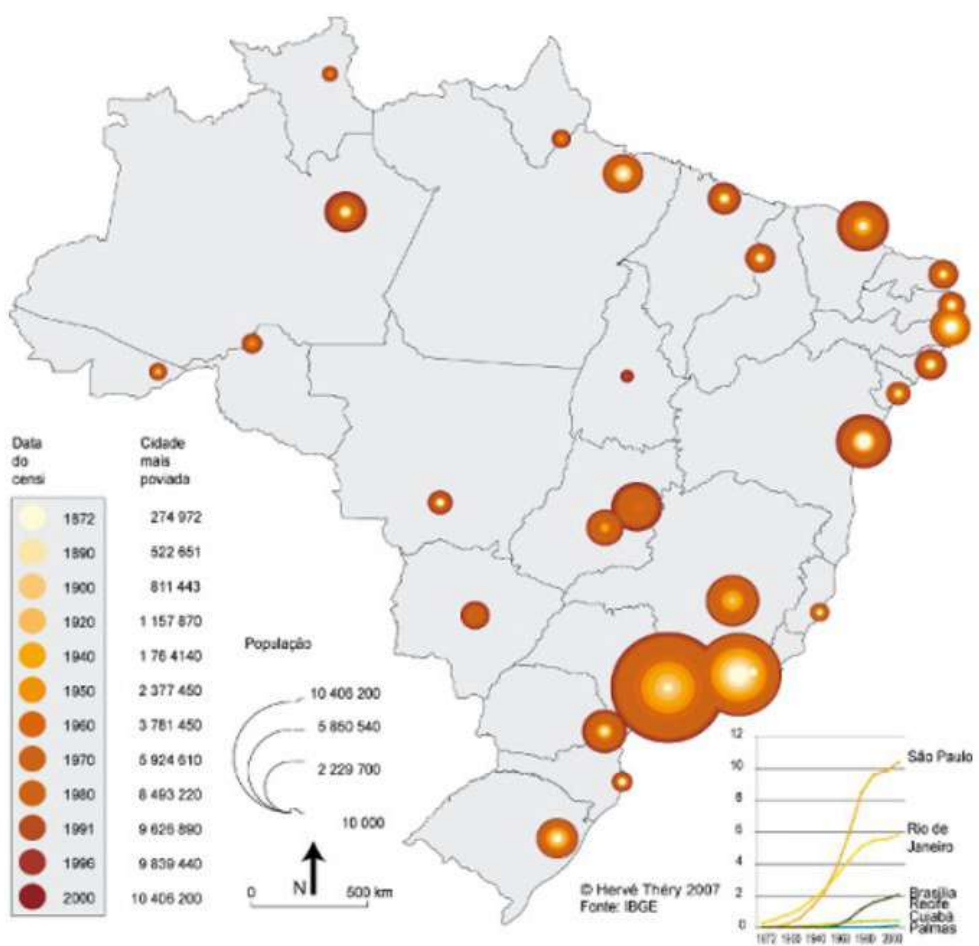 Data
do
censi
Cidade
mais
poviada
1872 274 972
1890 522 651
1900 811 443
1920 1 157 870
1940 1 76 4140
1950 2 377 450
1960 3 781 450
1970 5 924 610
1980 8 493 220
1991 9 626 890
1996 9 839 440
2000 10 406 200
População
10 406 200
5 850 540
2 229 700
10 000
N
0 500 km
© Hervé Théry 2007
Fonte: IBGE
12
10
8
6
4
2
0
São Paulo
Rio de
Janeiro
Brasília
Recife
Cuiabá
Palmas
1872 1940 1960 2000